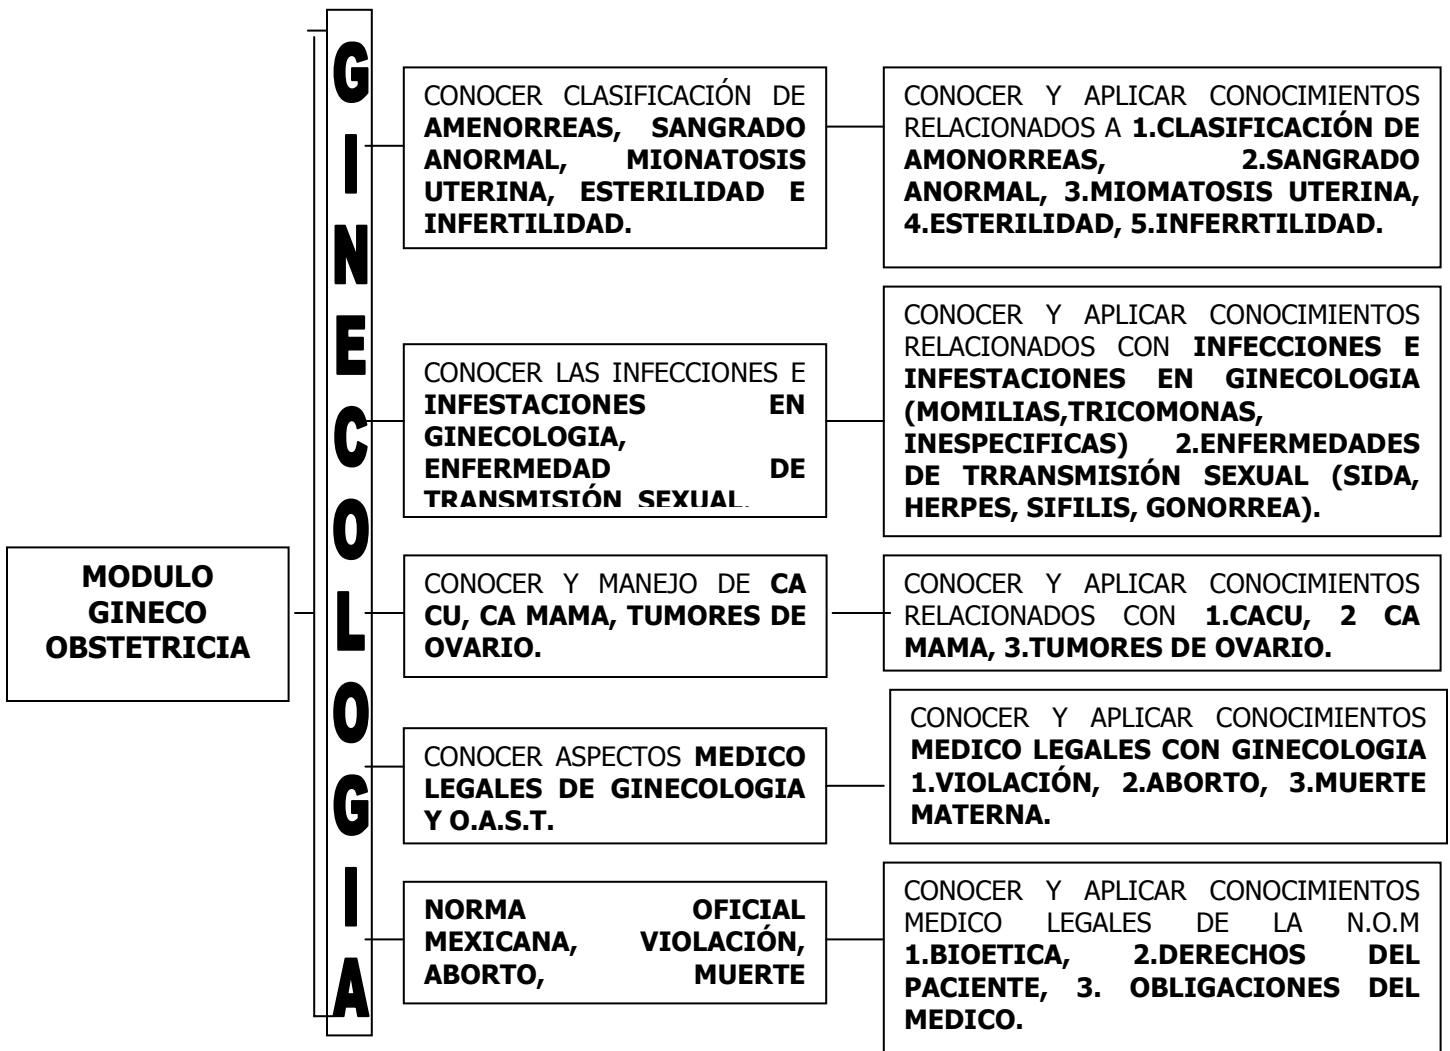 MODULO
GINECO
OBSTETRICIA
GINECOLOGIA
CONOCER CLASIFICACIÓN DE
AMENORREAS, SANGRADO
ANORMAL, MIONATOSIS
UTERINA, ESTERILIDAD E
INFERTILIDAD.
CONOCER Y APLICAR CONOCIMIENTOS
RELACIONADOS A 1.CLASIFICACIÓN DE
AMONORREAS, 2.SANGRADO
ANORMAL, 3.MIOMATOSIS UTERINA,
4.ESTERILIDAD, 5.INFERRTILIDAD.
CONOCER LAS INFECCIONES E
INFESTACIONES EN
GINECOLOGIA,
ENFERMEDAD DE
TRANSMISIÓN SEXUAL.
CONOCER Y APLICAR CONOCIMIENTOS
RELACIONADOS CON INFECCIONES E
INFESTACIONES EN GINECOLOGIA
(MOMILIAS,TRICOMONAS,
INESPECIFICAS) 2.ENFERMEDADES
DE TRRANSMISIÓN SEXUAL (SIDA,
HERPES, SIFILIS, GONORREA).
CONOCER Y MANEJO DE CA
CU, CA MAMA, TUMORES DE
OVARIO.
CONOCER Y APLICAR CONOCIMIENTOS
RELACIONADOS CON 1.CACU, 2 CA
MAMA, 3.TUMORES DE OVARIO.
CONOCER ASPECTOS MEDICO
LEGALES DE GINECOLOGIA
Y O.A.S.T.
CONOCER Y APLICAR CONOCIMIENTOS
MEDICO LEGALES CON GINECOLOGIA
1.VIOLACIÓN, 2.ABORTO, 3.MUERTE
MATERNA.
NORMA OFICIAL
MEXICANA, VIOLACIÓN,
ABORTO, MUERTE
CONOCER Y APLICAR CONOCIMIENTOS
MEDICO LEGALES DE LA N.O.M
1.BIOETICA, 2.DERECHOS DEL
PACIENTE, 3. OBLIGACIONES DEL
MEDICO.